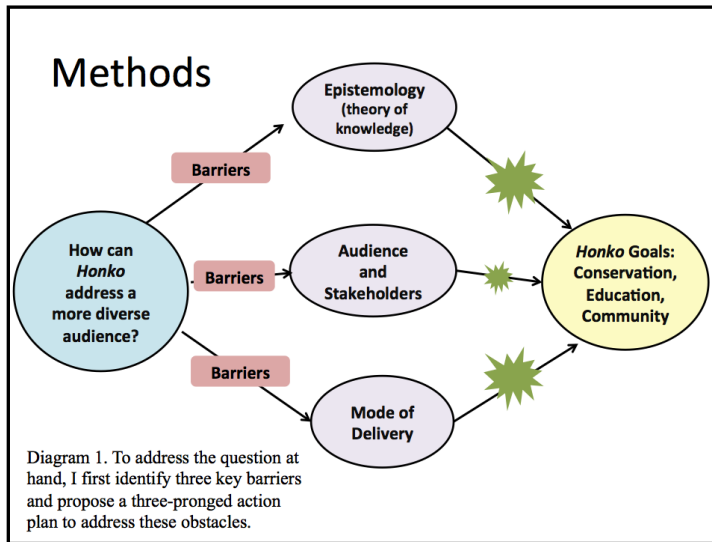 Methods
Epistemology
(theory of
knowledge)
Barriers
How can
Honko
address a
more diverse
audience?
Barriers
Audience
and
Stakeholders
Honko Goals:
Conservation,
Education,
Community
Barriers
Mode of
Delivery
Diagram 1. To address the question at
hand, I first identify three key barriers
and propose a three-pronged action
plan to address these obstacles.